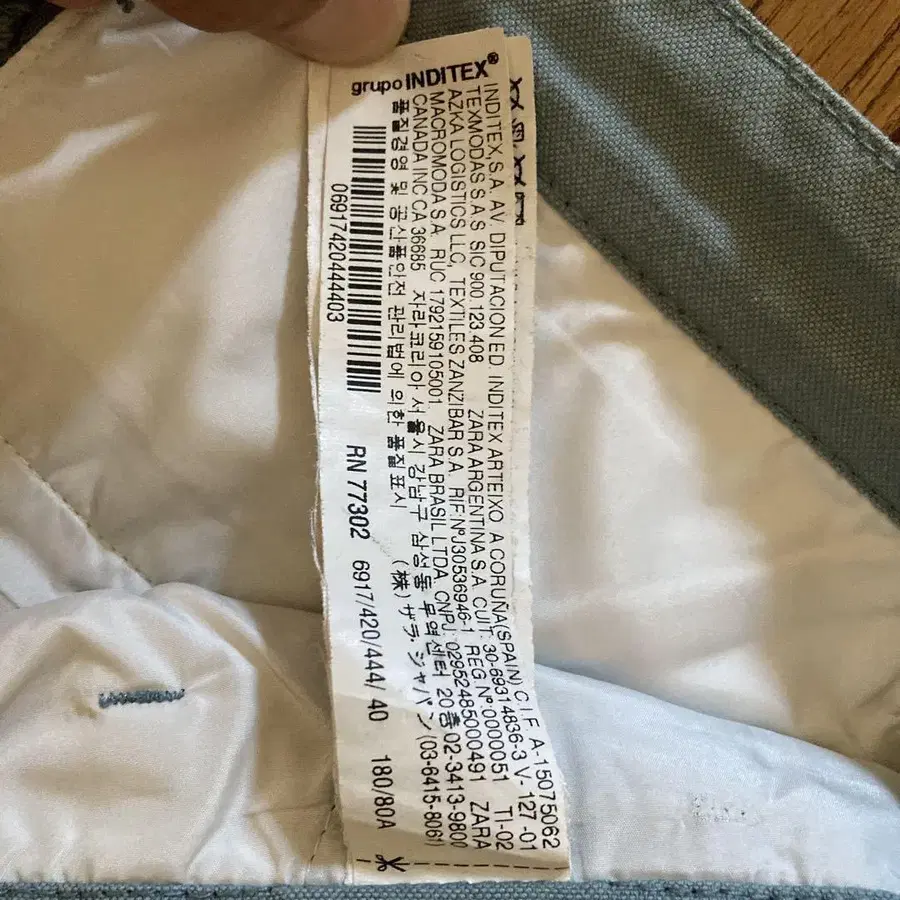 grupo INDITEX®
INDITEX, S.A. AV. DIPUTACION ED INDITEX ARTEIXO A CORUÑA(SPAIN) C.I.F. A-15075062
TEXMODAS S.A.S. SIC 900.123.408 ZARA ARGENTINA S.A. CUIT: 30-69314836-3 V- 127 -01
AZKA LOGISTICS LLC, TEXTILES ZANZIBAR S.A. RIF:NºJ30536946-1 REG Nº 0000051 TI-02
MACROMODA S.A. RUC 1792159105001. ZARA BRASIL LTDA. CNPJ: 02952485000491 ZARA
CANADA INC CA 36685 자라코리아 서울시 강남구 삼성동 무역센터 20층 02-3413-9800
품질경영 및 공산품안전 관리법에 의한 품질 표시 (株) ザラ・ジャパン (03-6415-8061)
06917420444403
RN 77302 6917/420/444/ 40 180/80A